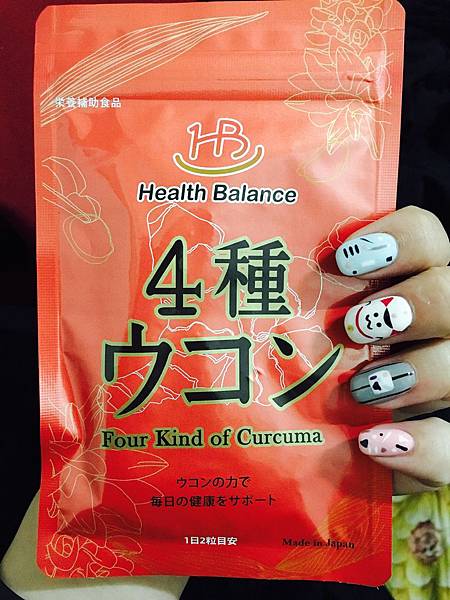 栄養補助食品
HB
Health Balance
4種
ウコン
Four Kind of Curcuma
ウコンの力で
毎日の健康をサポート
1日2粒目安
Made in Japan